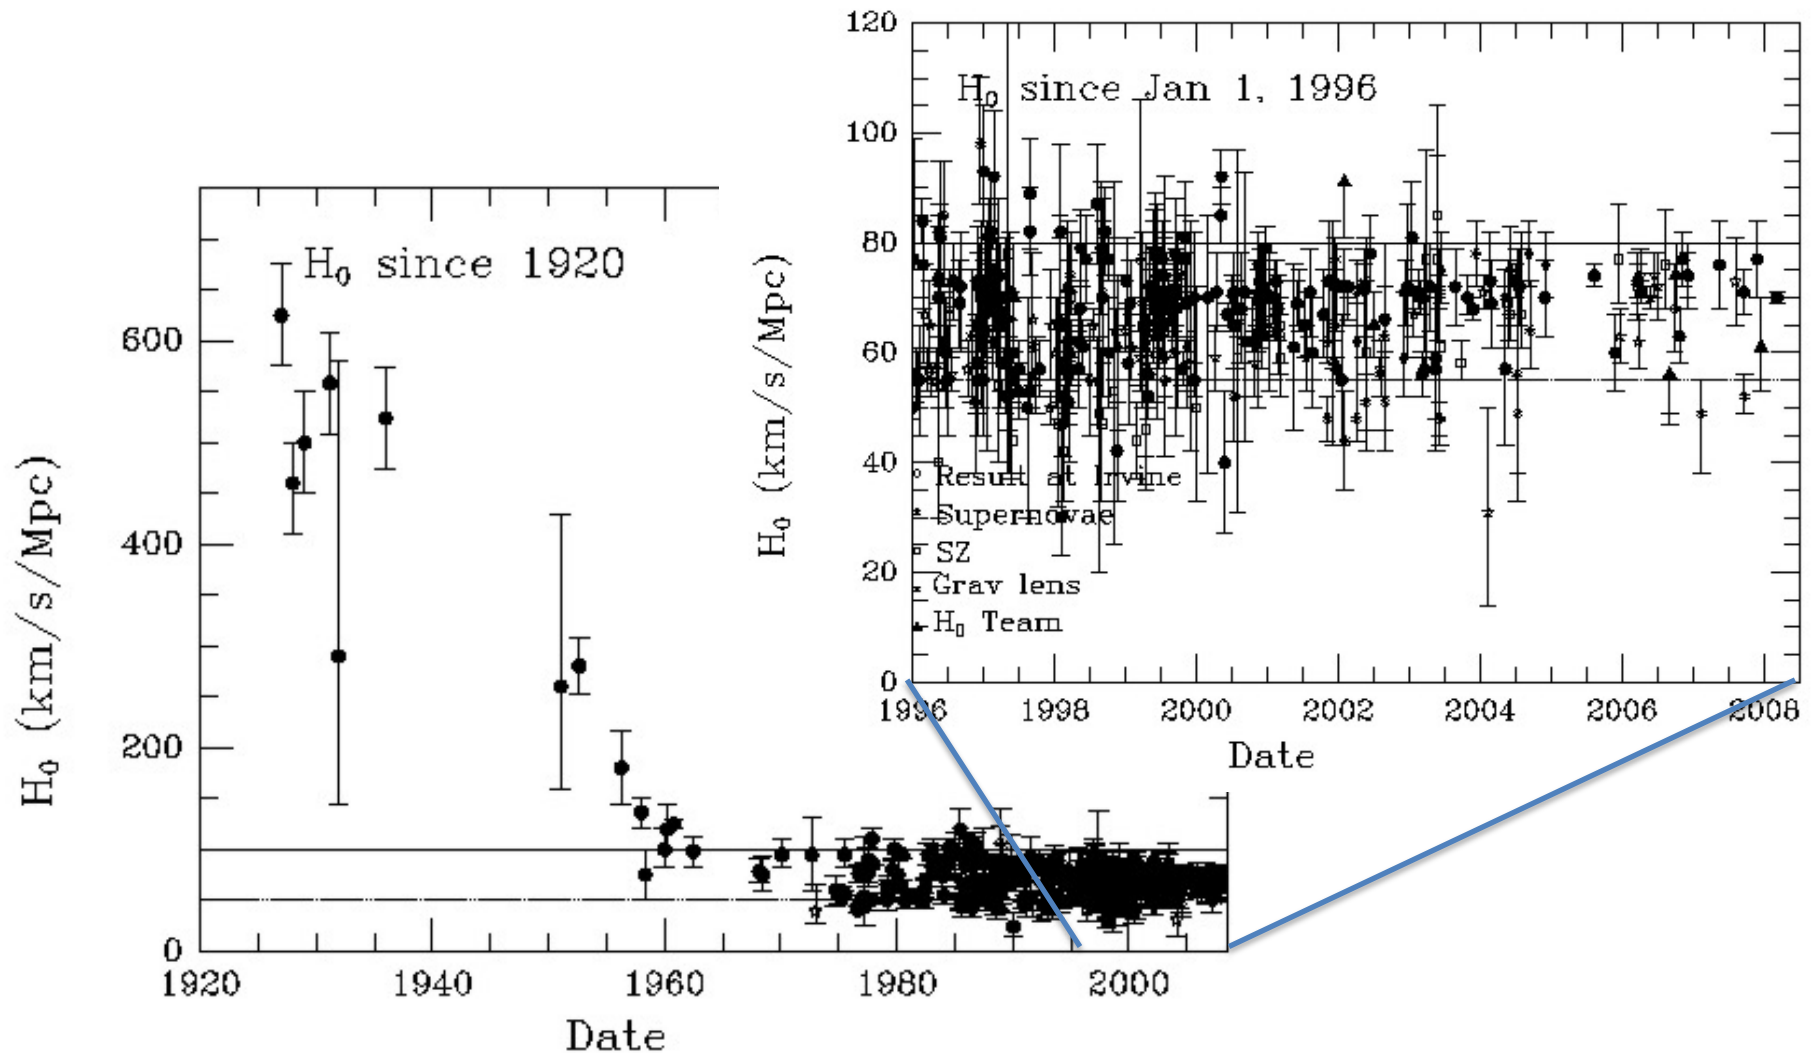 H₀ since 1920
H₀ (km/s/Mpc)
600
400
200
0
1920 1940 1960 1980 2000
Date
H₀ since Jan 1, 1996
H₀ (km/s/Mpc)
120
100
80
60
40
20
0
Result at Irvine
Supernovae
SZ
Grav lens
H₀ Team
1996 1998 2000 2002 2004 2006 2008
Date